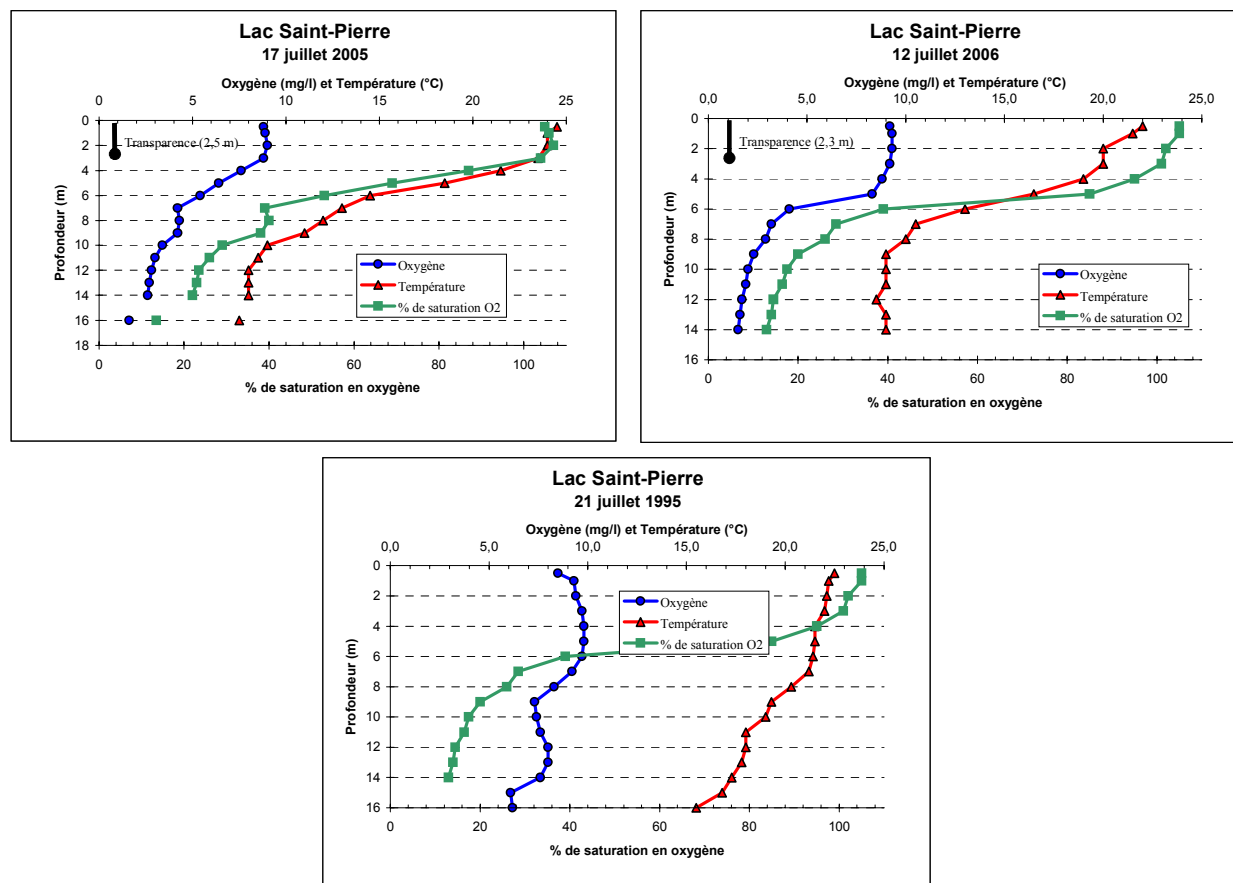 Lac Saint-Pierre
17 juillet 2005
Oxygène (mg/l) et Température (°C)
0 5 10 15 20 25
0
2
4
6
8
10
12
14
16
18
Profondeur (m)
Transparence (2,5 m)
Oxygène
Température
% de saturation O2
0 20 40 60 80 100
% de saturation en oxygène
Lac Saint-Pierre
12 juillet 2006
Oxygène (mg/l) et Température (°C)
0,0 5,0 10,0 15,0 20,0 25,0
0
2
4
6
8
10
12
14
16
Profondeur (m)
Transparence (2,3 m)
Oxygène
Température
% de saturation O2
0 20 40 60 80 100
% de saturation en oxygène
Lac Saint-Pierre
21 juillet 1995
Oxygène (mg/l) et Température (°C)
0,0 5,0 10,0 15,0 20,0 25,0
0
2
4
6
8
10
12
14
16
Profondeur (m)
Oxygène
Température
% de saturation O2
0 20 40 60 80 100
% de saturation en oxygène